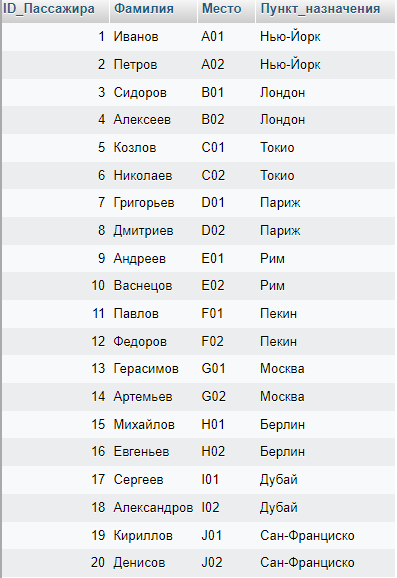 ID_Пассажира Фамилия Место Пункт_назначения
1 Иванов A01 Нью-Йорк
2 Петров A02 Нью-Йорк
3 Сидоров B01 Лондон
4 Алексеев B02 Лондон
5 Козлов C01 Токио
6 Николаев C02 Токио
7 Григорьев D01 Париж
8 Дмитриев D02 Париж
9 Андреев E01 Рим
10 Васнецов E02 Рим
11 Павлов F01 Пекин
12 Федоров F02 Пекин
13 Герасимов G01 Москва
14 Артемьев G02 Москва
15 Михайлов H01 Берлин
16 Евгеньев H02 Берлин
17 Сергеев I01 Дубай
18 Александров I02 Дубай
19 Кириллов J01 Сан-Франциско
20 Денисов J02 Сан-Франциско